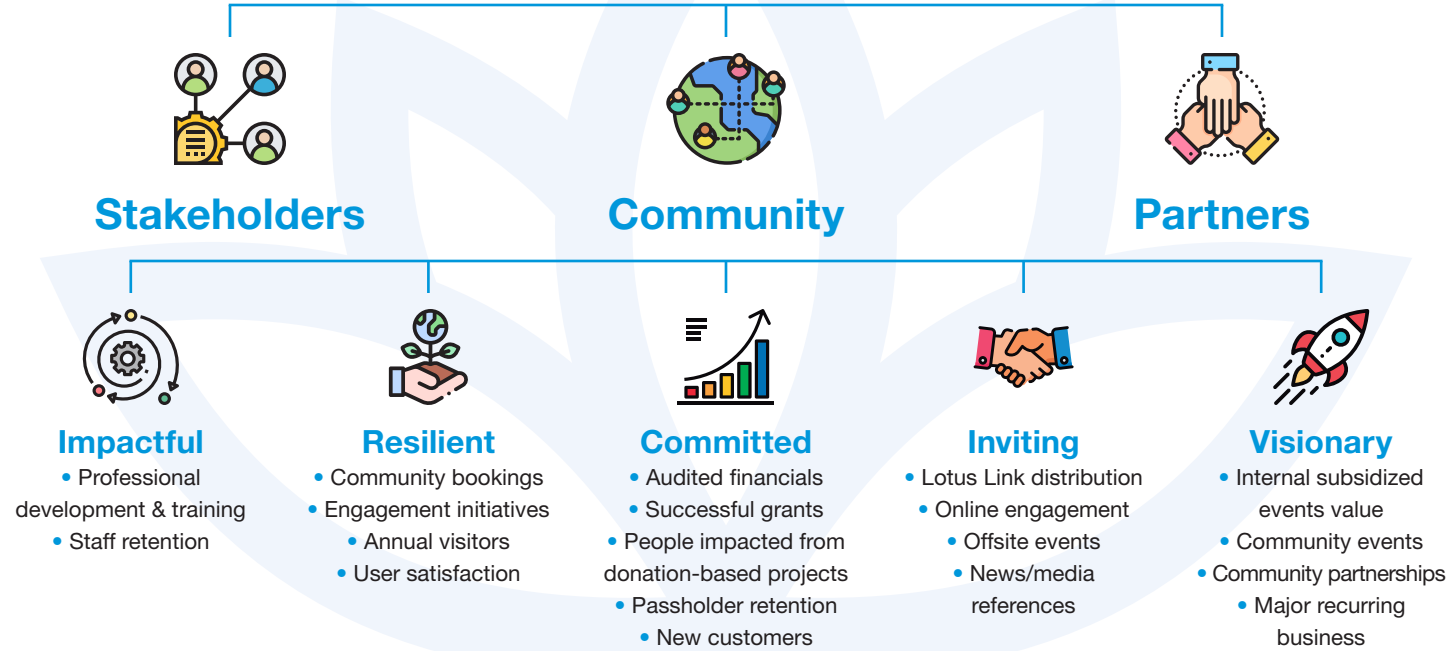 Stakeholders
Community
Partners
Impactful
• Professional
development & training
• Staff retention
Resilient
• Community bookings
• Engagement initiatives
• Annual visitors
• User satisfaction
Committed
• Audited financials
• Successful grants
• People impacted from
donation-based projects
• Passholder retention
• New customers
Inviting
• Lotus Link distribution
• Online engagement
• Offsite events
• News/media
references
Visionary
• Internal subsidized
events value
• Community events
• Community partnerships
• Major recurring
business